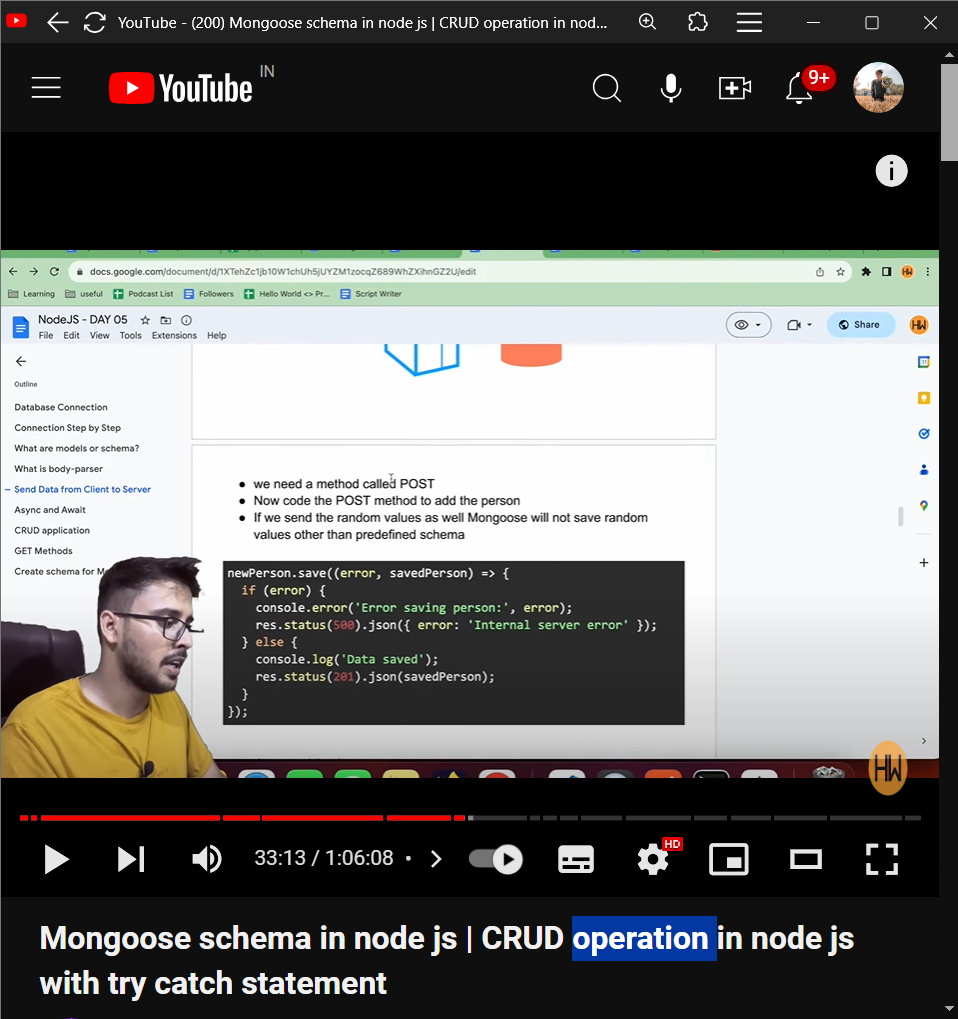 YouTube - (200) Mongoose schema in node js | CRUD operation in nod...
YouTube IN
9+
docs.google.com/document/d/1XTehZc1jb10W1chUh5jUYZM1zocqZ689WhZXihnGZ2U/edit
HW
Learning useful Podcast List Followers Hello World <> Pr... Script Writer
NodeJS - DAY 05
File Edit View Tools Extensions Help
Share
HW
Outline
Database Connection
Connection Step by Step
What are models or schema?
What is body-parser
Send Data from Client to Server
Async and Await
CRUD application
GET Methods
Create schema for Me
we need a method called POST
Now code the POST method to add the person
If we send the random values as well Mongoose will not save random
values other than predefined schema
newPerson.save((error, savedPerson) => {
if (error) {
console.error('Error saving person:', error);
res.status(500).json({ error: 'Internal server error' });
} else {
console.log('Data saved');
res.status(201).json(savedPerson);
}
});
HW
33:13 / 1:06:08 •
HD
Mongoose schema in node js | CRUD operation in node js
with try catch statement